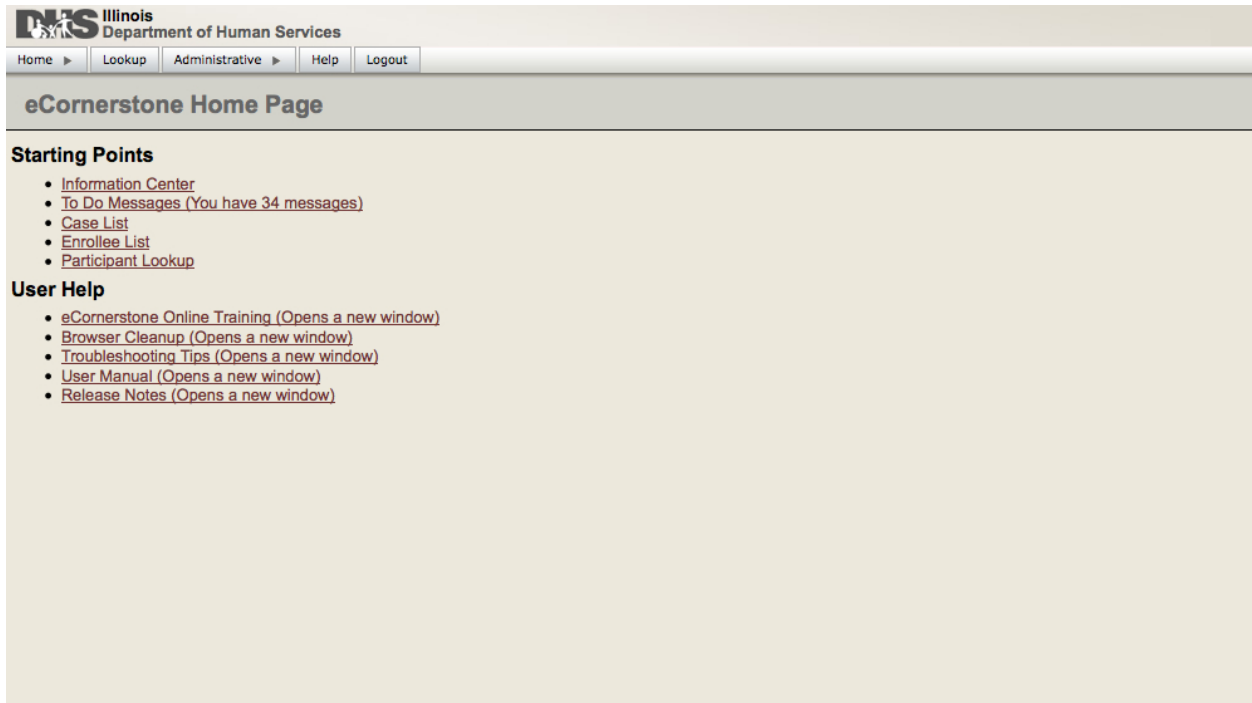 DHS Illinois
Department of Human Services
Home Lookup Administrative Help Logout
eCornerstone Home Page
Starting Points
Information Center
To Do Messages (You have 34 messages)
Case List
Enrollee List
Participant Lookup
User Help
eCornerstone Online Training (Opens a new window)
Browser Cleanup (Opens a new window)
Troubleshooting Tips (Opens a new window)
User Manual (Opens a new window)
Release Notes (Opens a new window)